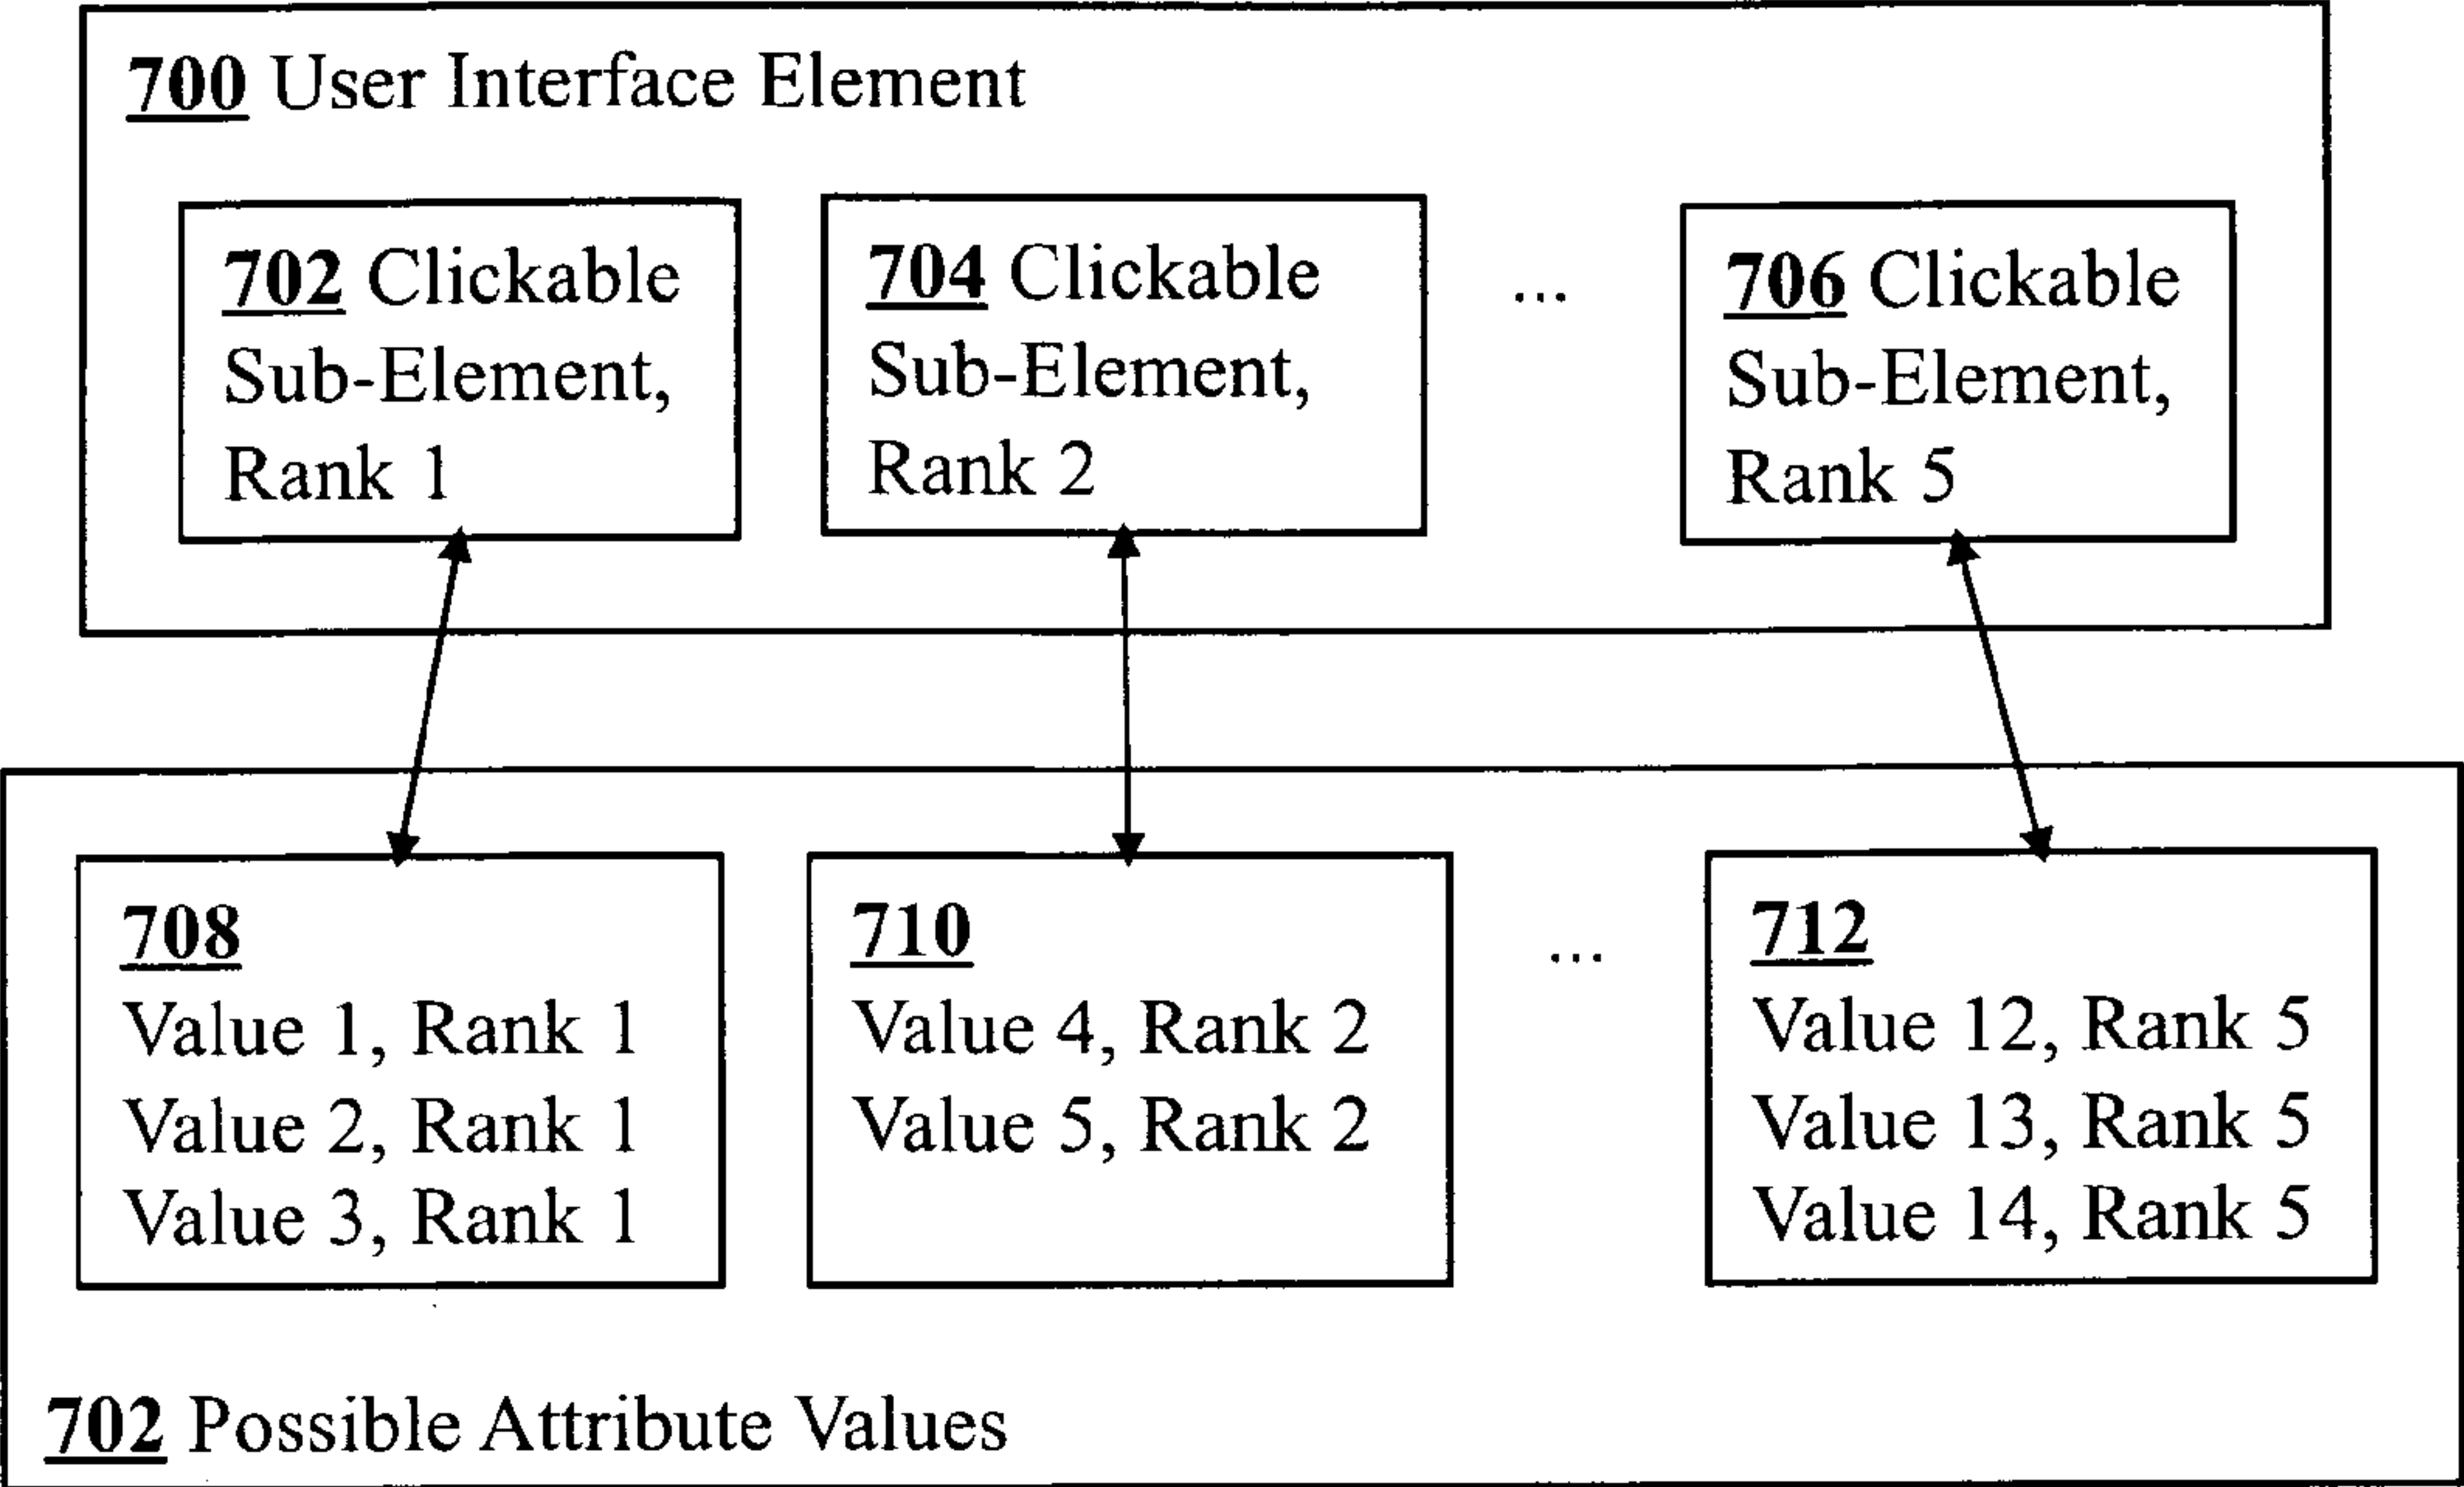 700 User Interface Element
702 Clickable
Sub-Element,
Rank 1
704 Clickable
Sub-Element,
Rank 2
...
706 Clickable
Sub-Element,
Rank 5
708
Value 1, Rank 1
Value 2, Rank 1
Value 3, Rank 1
710
Value 4, Rank 2
Value 5, Rank 2
...
712
Value 12, Rank 5
Value 13, Rank 5
Value 14, Rank 5
702 Possible Attribute Values